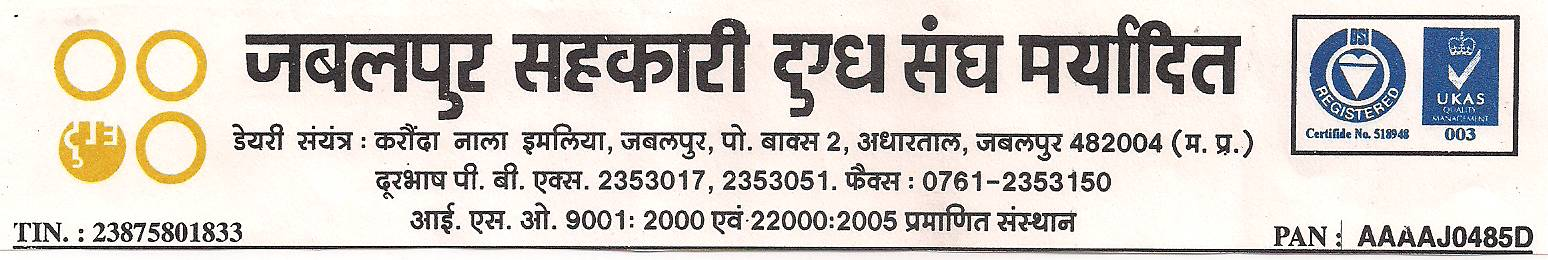 जबलपुर सहकारी दुग्ध संघ मर्यादित
डेयरी संयंत्र : करौंदा नाला इमलिया, जबलपुर, पो. बाक्स 2, अधारताल, जबलपुर 482004 (म. प्र.)
दूरभाष पी. बी. एक्स. 2353017, 2353051. फैक्स : 0761-2353150
आई. एस. ओ. 9001: 2000 एवं 22000:2005 प्रमाणित संस्थान
TIN. : 23875801833
BSI
REGISTERED
Certifide No. 518948
UKAS
QUALITY
MANAGEMENT
003
PAN : AAAAJ0485D